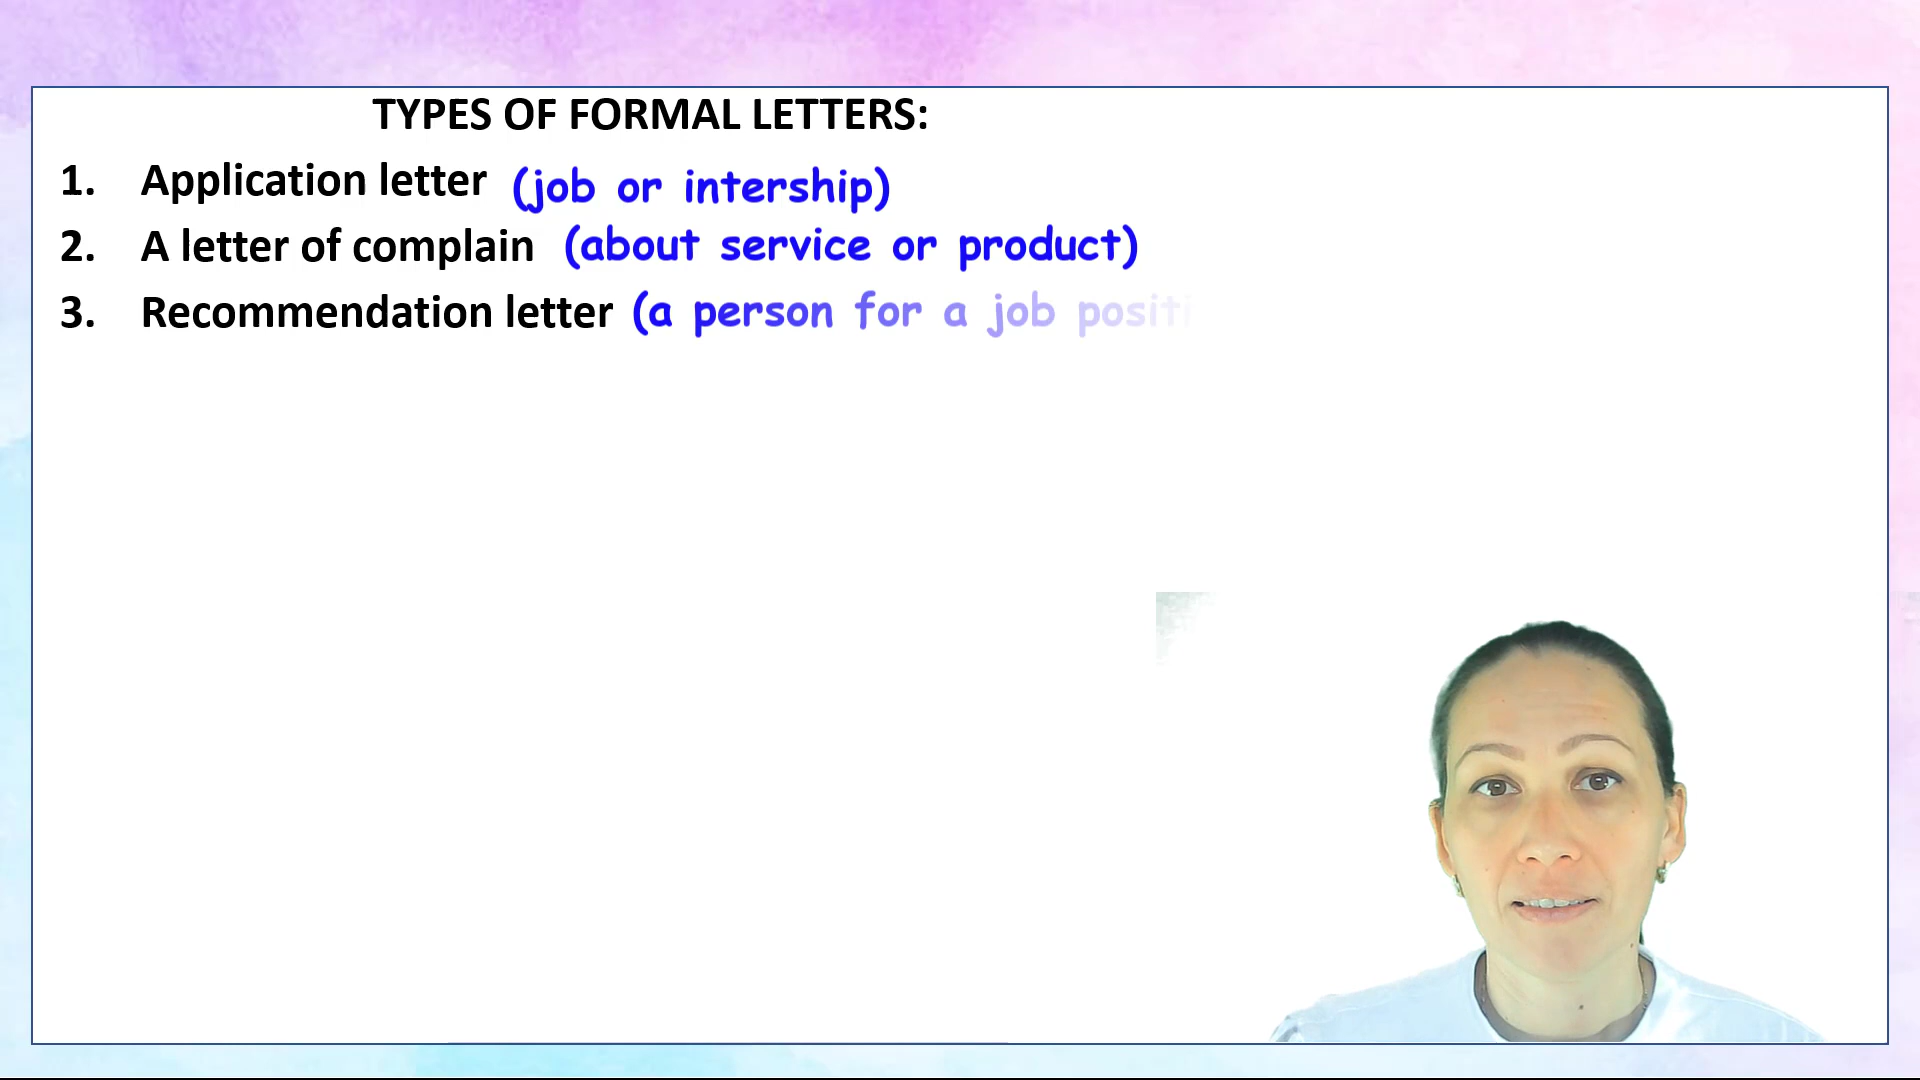 TYPES OF FORMAL LETTERS:
1. Application letter (job or intership)
2. A letter of complain (about service or product)
3. Recommendation letter (a person for a job positi